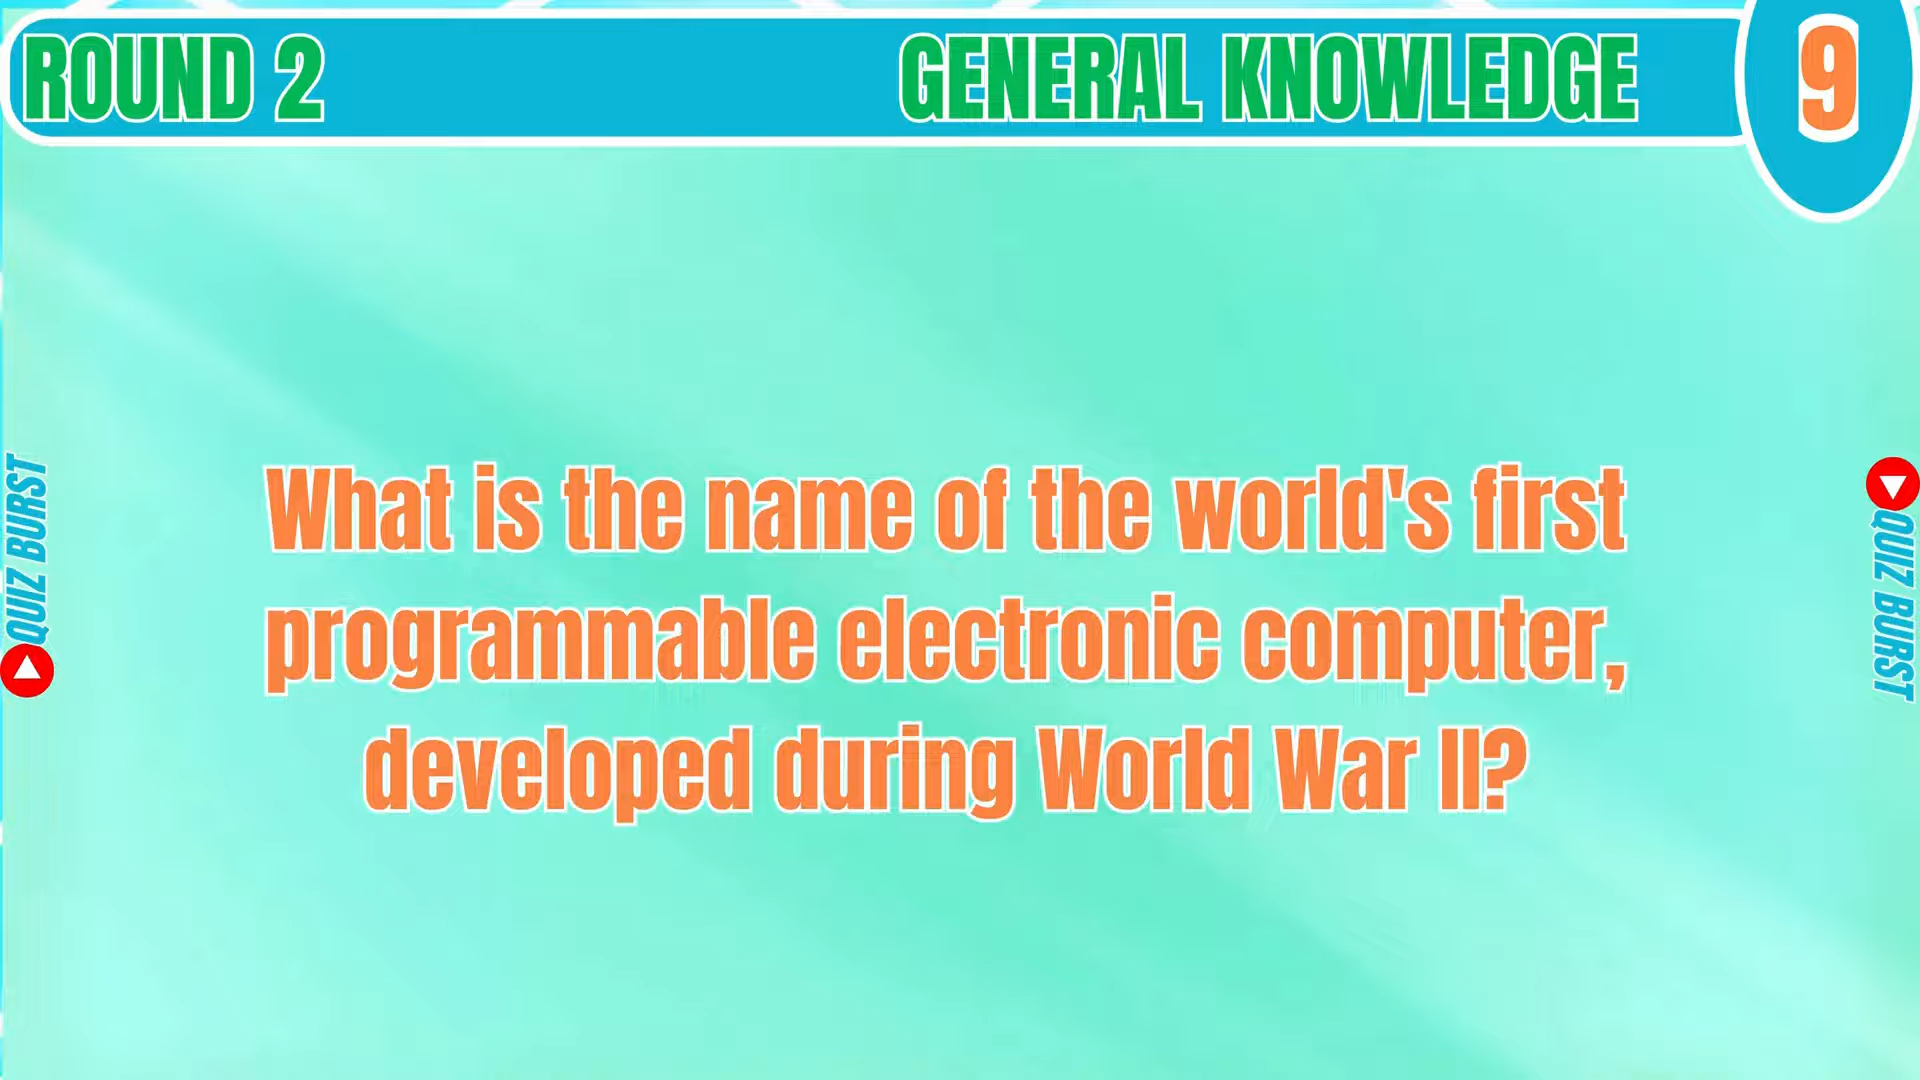 ROUND 2
GENERAL KNOWLEDGE
9
What is the name of the world's first
programmable electronic computer,
developed during World War II?
QUIZ BURST
QUIZ BURST